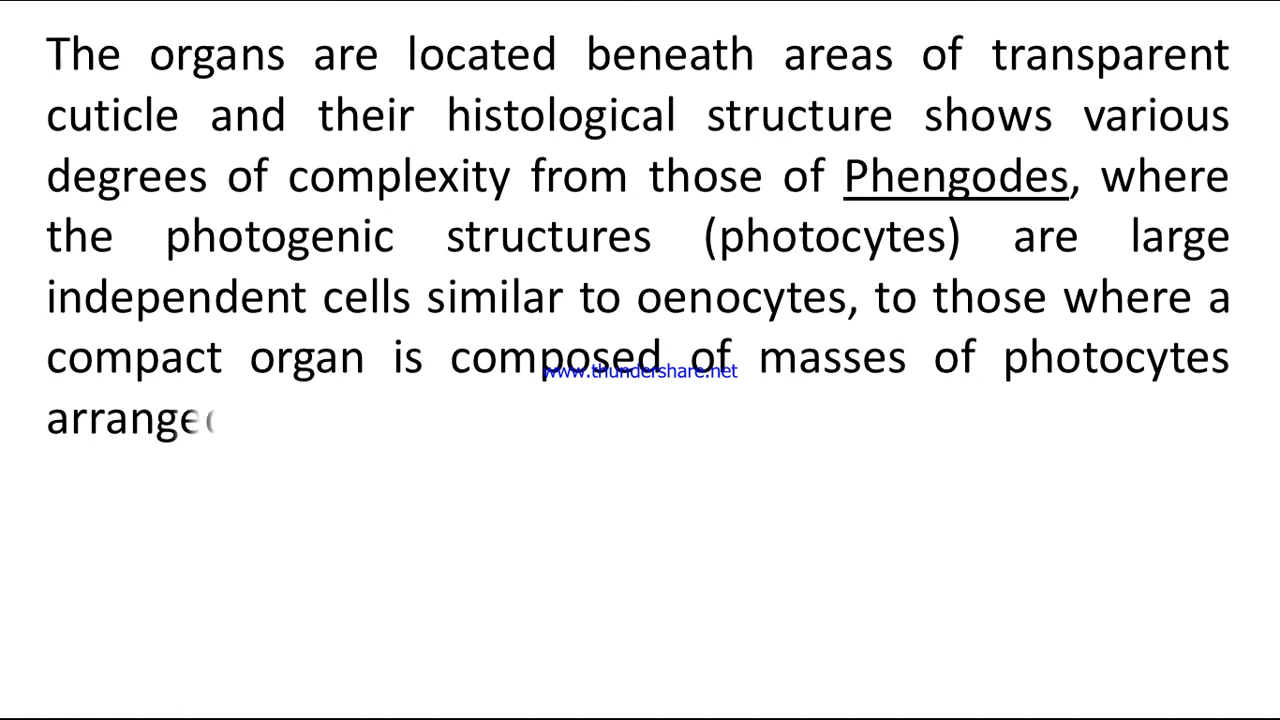 The organs are located beneath areas of transparent
cuticle and their histological structure shows various
degrees of complexity from those of Phengodes, where
the photogenic structures (photocytes) are large
independent cells similar to oenocytes, to those where a
compact organ is composed of masses of photocytes
www.thundershare.net
arranged